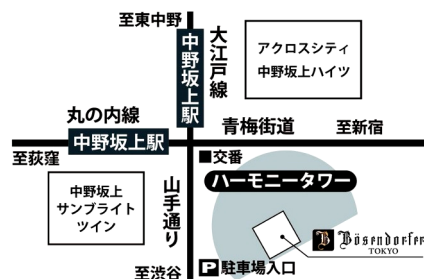 至東中野
中野坂上駅
大江戸線
アクロスシティ
中野坂上ハイツ
丸の内線
中野坂上駅
青梅街道
至新宿
至荻窪
■交番
ハーモニータワー
中野坂上
サンブライト
ツイン
山手通り
B Bösendorfer
TOKYO
至渋谷
P 駐車場入口